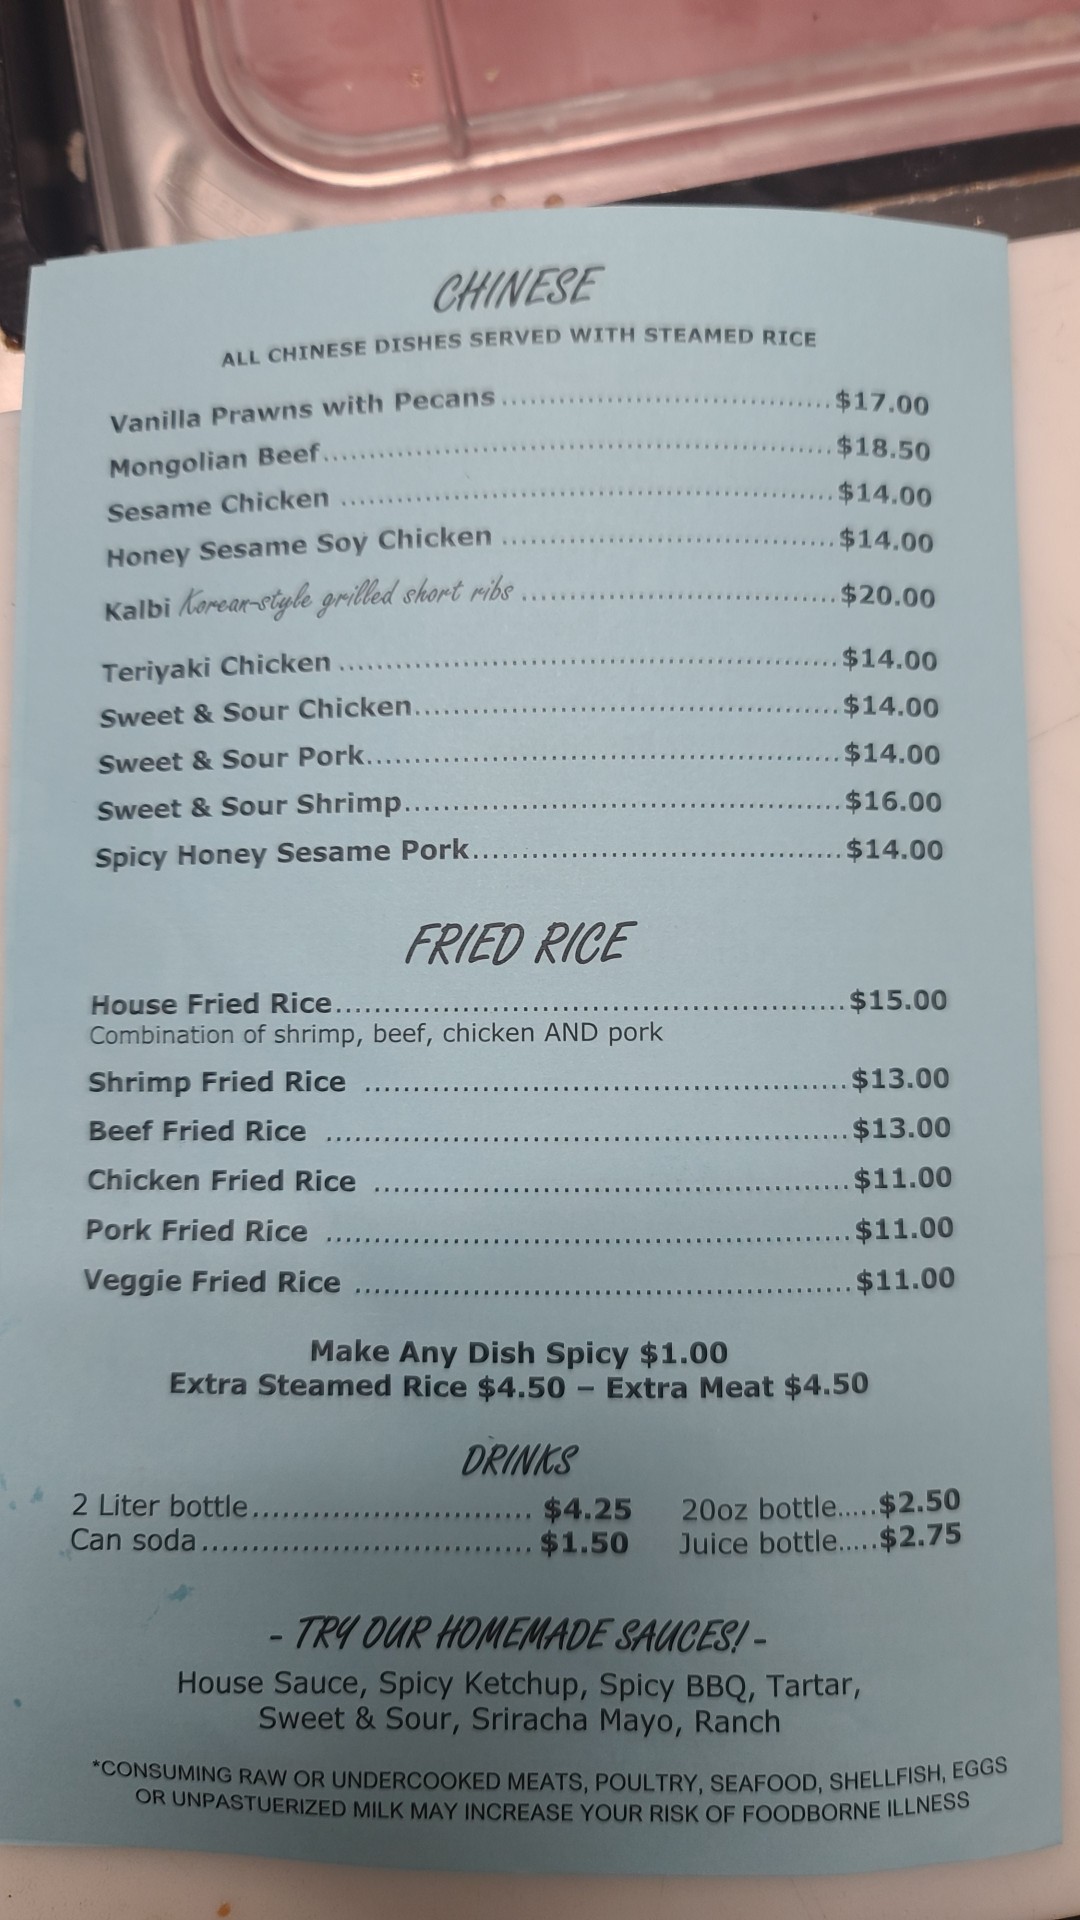 CHINESE
ALL CHINESE DISHES SERVED WITH STEAMED RICE
Vanilla Prawns with Pecans ................................... $17.00
Mongolian Beef..................................................... $18.50
Sesame Chicken .................................................. $14.00
Honey Sesame Soy Chicken ................................... $14.00
Kalbi Korean-style grilled short ribs ................................. $20.00
Teriyaki Chicken ................................................... $14.00
Sweet & Sour Chicken........................................... $14.00
Sweet & Sour Pork................................................ $14.00
Sweet & Sour Shrimp............................................ $16.00
Spicy Honey Sesame Pork...................................... $14.00
FRIED RICE
House Fried Rice.................................................... $15.00
Combination of shrimp, beef, chicken AND pork
Shrimp Fried Rice ................................................. $13.00
Beef Fried Rice ..................................................... $13.00
Chicken Fried Rice ................................................ $11.00
Pork Fried Rice ..................................................... $11.00
Veggie Fried Rice .................................................. $11.00
Make Any Dish Spicy $1.00
Extra Steamed Rice $4.50 – Extra Meat $4.50
DRINKS
2 Liter bottle............................. $4.25 20oz bottle.....$2.50
Can soda.................................. $1.50 Juice bottle.....$2.75
- TRY OUR HOMEMADE SAUCES! -
House Sauce, Spicy Ketchup, Spicy BBQ, Tartar,
Sweet & Sour, Sriracha Mayo, Ranch
*CONSUMING RAW OR UNDERCOOKED MEATS, POULTRY, SEAFOOD, SHELLFISH, EGGS
OR UNPASTUERIZED MILK MAY INCREASE YOUR RISK OF FOODBORNE ILLNESS